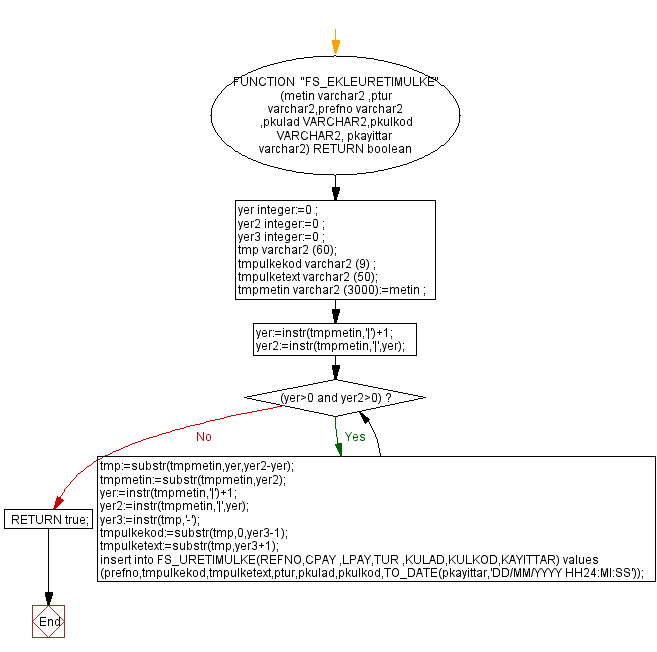 FUNCTION "FS_EKLEURETIMULKE"
(metin varchar2 ,ptur
varchar2,prefno varchar2
,pkulad VARCHAR2,pkulkod
VARCHAR2, pkayittar
varchar2) RETURN boolean
yer integer:=0 ;
yer2 integer:=0 ;
yer3 integer:=0 ;
tmp varchar2 (60);
tmpulkekod varchar2 (9) ;
tmpulketext varchar2 (50);
tmpmetin varchar2 (3000):=metin ;
yer:=instr(tmpmetin,'|')+1;
yer2:=instr(tmpmetin,'|',yer);
(yer>0 and yer2>0) ?
No
Yes
tmp:=substr(tmpmetin,yer,yer2-yer);
tmpmetin:=substr(tmpmetin,yer2);
yer:=instr(tmpmetin,'|')+1;
yer2:=instr(tmpmetin,'|',yer);
yer3:=instr(tmp,'-');
tmpulkekod:=substr(tmp,0,yer3-1);
tmpulketext:=substr(tmp,yer3+1);
insert into FS_URETIMULKE(REFNO,CPAY ,LPAY,TUR ,KULAD,KULKOD,KAYITTAR) values
(prefno,tmpulkekod,tmpulketext,ptur,pkulad,pkulkod,TO_DATE(pkayittar,'DD/MM/YYYY HH24:MI:SS'));
RETURN true;
End